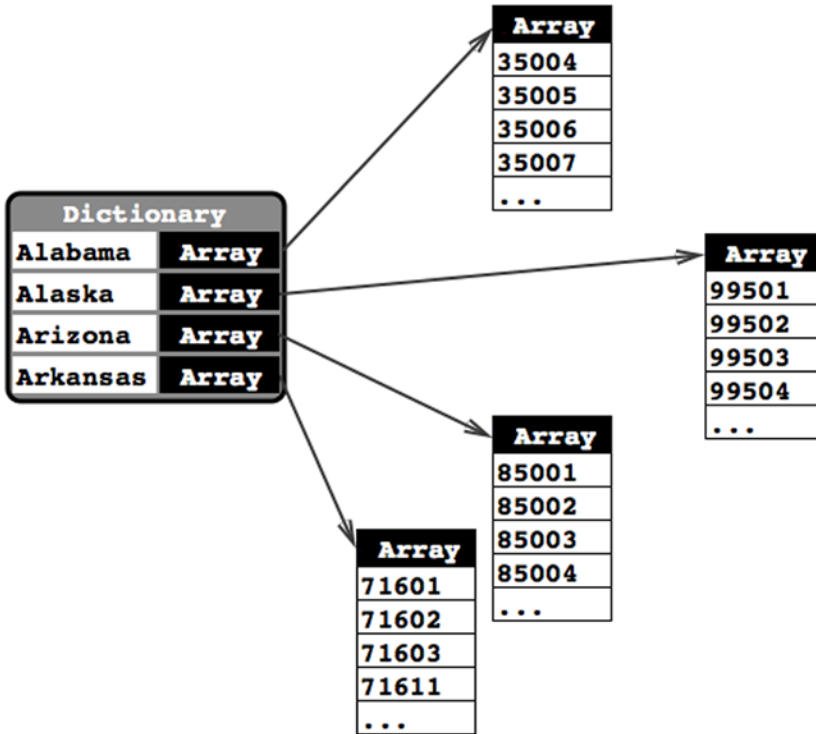 Array
35004
35005
35006
35007
...
Dictionary
Alabama Array
Alaska Array
Arizona Array
Arkansas Array
Array
99501
99502
99503
99504
...
Array
85001
85002
85003
85004
...
Array
71601
71602
71603
71611
...